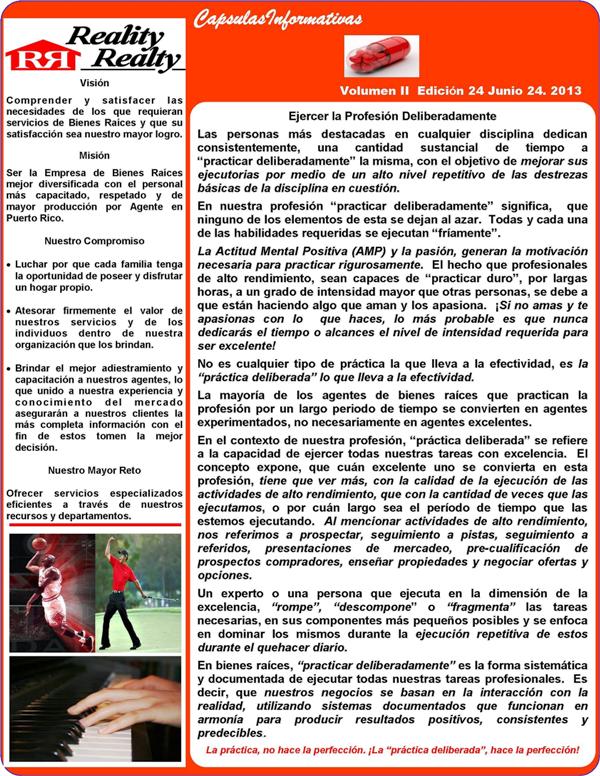 Reality
RR Realty
Visión
Comprender y satisfacer las
necesidades de los que requieran
servicios de Bienes Raíces y que su
satisfacción sea nuestro mayor logro.
Misión
Ser la Empresa de Bienes Raíces
mejor diversificada con el personal
más capacitado, respetado y de
mayor producción por Agente en
Puerto Rico.
Nuestro Compromiso
• Luchar por que cada familia tenga
la oportunidad de poseer y disfrutar
un hogar propio.
• Atesorar firmemente el valor de
nuestros servicios y de los
individuos dentro de nuestra
organización que los brindan.
• Brindar el mejor adiestramiento y
capacitación a nuestros agentes, lo
que unido a nuestra experiencia y
conocimiento del mercado
asegurarán a nuestros clientes la
más completa información con el
fin de estos tomen la mejor
decisión.
Nuestro Mayor Reto
Ofrecer servicios especializados
eficientes a través de nuestros
recursos y departamentos.
CapsulasInformativas
Volumen II Edición 24 Junio 24. 2013
Ejercer la Profesión Deliberadamente
Las personas más destacadas en cualquier disciplina dedican
consistentemente, una cantidad sustancial de tiempo a
“practicar deliberadamente” la misma, con el objetivo de mejorar sus
ejecutorias por medio de un alto nivel repetitivo de las destrezas
básicas de la disciplina en cuestión.
En nuestra profesión “practicar deliberadamente” significa, que
ninguno de los elementos de esta se dejan al azar. Todas y cada una
de las habilidades requeridas se ejecutan “fríamente”.
La Actitud Mental Positiva (AMP) y la pasión, generan la motivación
necesaria para practicar rigurosamente. El hecho que profesionales
de alto rendimiento, sean capaces de “practicar duro”, por largas
horas, a un grado de intensidad mayor que otras personas, se debe a
que están haciendo algo que aman y los apasiona. ¡Si no amas y te
apasionas con lo que haces, lo más probable es que nunca
dedicarás el tiempo o alcances el nivel de intensidad requerida para
ser excelente!
No es cualquier tipo de práctica la que lleva a la efectividad, es la
“práctica deliberada” lo que lleva a la efectividad.
La mayoría de los agentes de bienes raíces que practican la
profesión por un largo periodo de tiempo se convierten en agentes
experimentados, no necesariamente en agentes excelentes.
En el contexto de nuestra profesión, “práctica deliberada” se refiere
a la capacidad de ejercer todas nuestras tareas con excelencia. El
concepto expone, que cuán excelente uno se convierta en esta
profesión, tiene que ver más, con la calidad de la ejecución de las
actividades de alto rendimiento, que con la cantidad de veces que las
ejecutamos, o por cuán largo sea el período de tiempo que las
estemos ejecutando. Al mencionar actividades de alto rendimiento,
nos referimos a prospectar, seguimiento a pistas, seguimiento a
referidos, presentaciones de mercadeo, pre-cualificación de
prospectos compradores, enseñar propiedades y negociar ofertas y
opciones.
Un experto o una persona que ejecuta en la dimensión de la
excelencia, “rompe”, “descompone” o “fragmenta” las tareas
necesarias, en sus componentes más pequeños posibles y se enfoca
en dominar los mismos durante la ejecución repetitiva de estos
durante el quehacer diario.
En bienes raíces, “practicar deliberadamente” es la forma sistemática
y documentada de ejecutar todas nuestras tareas profesionales. Es
decir, que nuestros negocios se basan en la interacción con la
realidad, utilizando sistemas documentados que funcionan en
armonía para producir resultados positivos, consistentes y
predecibles.
La práctica, no hace la perfección. ¡La “práctica deliberada”, hace la perfección!